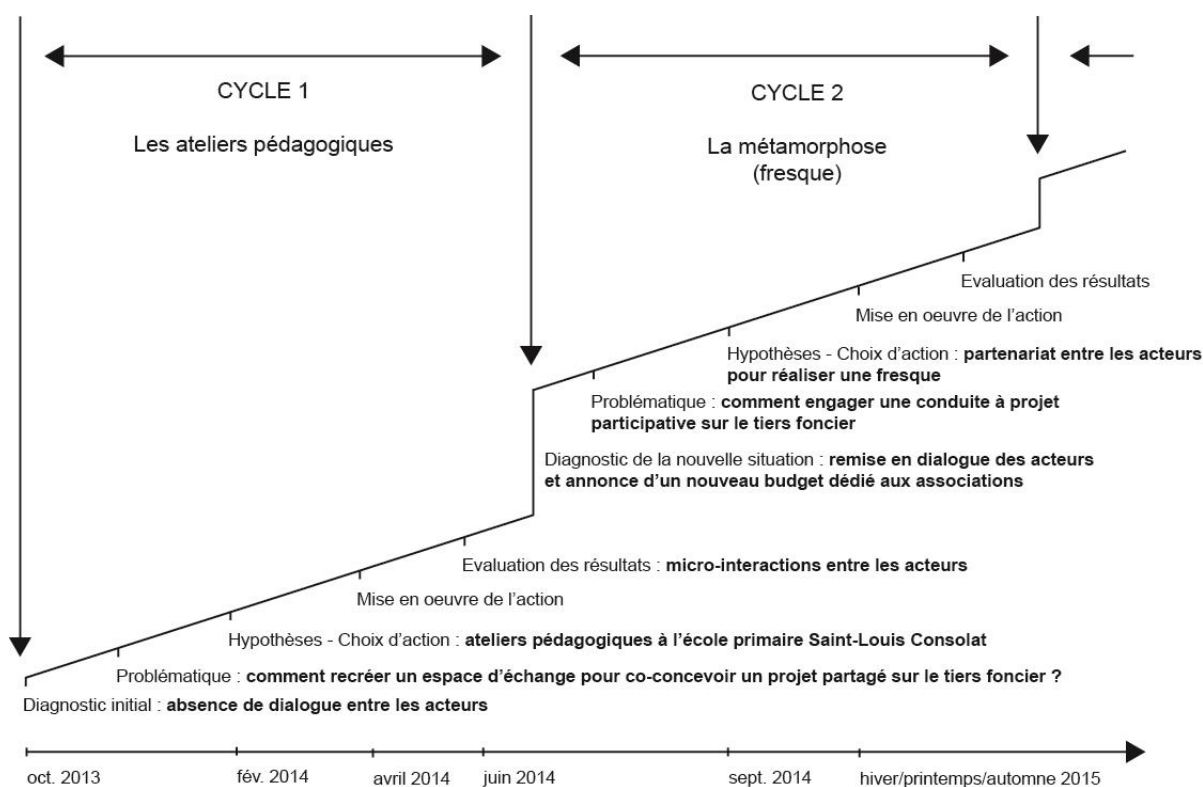 CYCLE 1
Les ateliers pédagogiques
CYCLE 2
La métamorphose
(fresque)
Evaluation des résultats
Mise en oeuvre de l’action
Hypothèses - Choix d’action : partenariat entre les acteurs
pour réaliser une fresque
Problématique : comment engager une conduite à projet
participative sur le tiers foncier
Diagnostic de la nouvelle situation : remise en dialogue des acteurs
et annonce d’un nouveau budget dédié aux associations
Evaluation des résultats : micro-interactions entre les acteurs
Mise en oeuvre de l’action
Hypothèses - Choix d’action : ateliers pédagogiques à l’école primaire Saint-Louis Consolat
Problématique : comment recréer un espace d’échange pour co-concevoir un projet partagé sur le tiers foncier ?
Diagnostic initial : absence de dialogue entre les acteurs
oct. 2013
fév. 2014
avril 2014
juin 2014
sept. 2014
hiver/printemps/automne 2015